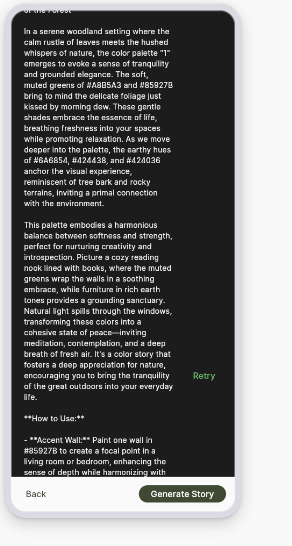 of the Forest
In a serene woodland setting where the
calm rustle of leaves meets the hushed
whispers of nature, the color palette "1"
emerges to evoke a sense of tranquility
and grounded elegance. The soft,
muted greens of #A8B5A3 and #85927B
bring to mind the delicate foliage just
kissed by morning dew. These gentle
shades embrace the essence of life,
breathing freshness into your spaces
while promoting relaxation. As we move
deeper into the palette, the earthy hues
of #6A6854, #424438, and #424036
anchor the visual experience,
reminiscent of tree bark and rocky
terrains, inviting a primal connection
with the environment.
This palette embodies a harmonious
balance between softness and strength,
perfect for nurturing creativity and
introspection. Picture a cozy reading
nook lined with books, where the muted
greens wrap the walls in a soothing
embrace, while furniture in rich earth
tones provides a grounding sanctuary.
Natural light spills through the windows,
transforming these colors into a
cohesive state of peace—inviting
meditation, contemplation, and a deep
breath of fresh air. It's a color story that
fosters a deep appreciation for nature,
encouraging you to bring the tranquility
of the great outdoors into your everyday
life.
Retry
**How to Use:**
- **Accent Wall:** Paint one wall in
#85927B to create a focal point in a
living room or bedroom, enhancing the
sense of depth while harmonizing with
Back
Generate Story